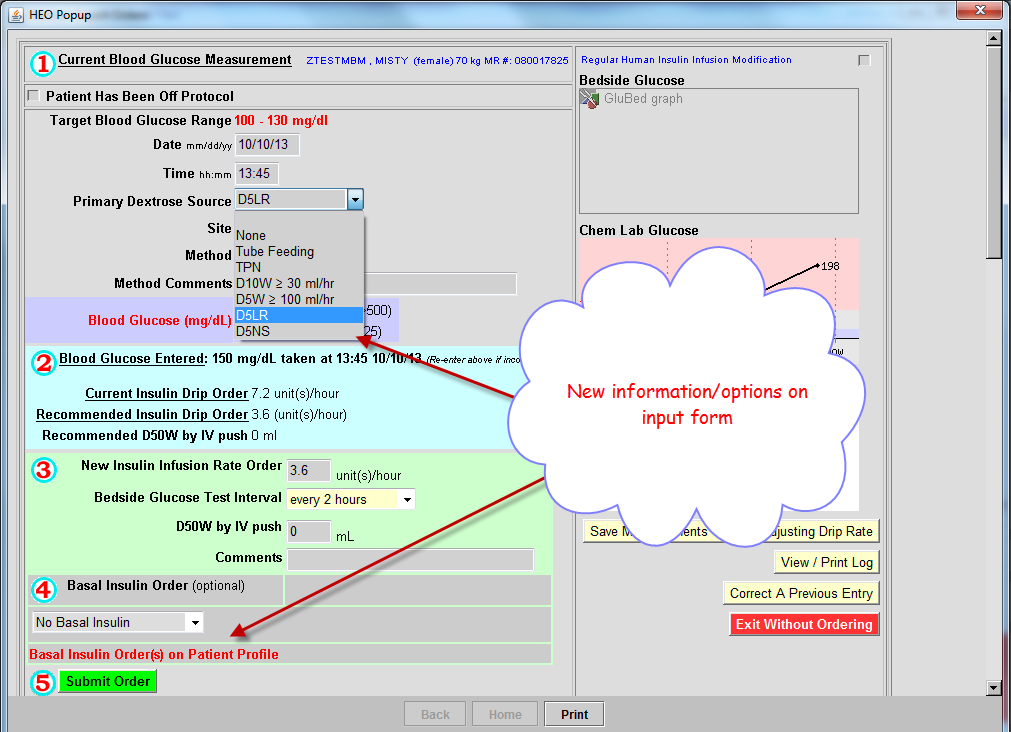 HEO Popup
1 Current Blood Glucose Measurement ZTESTMBM , MISTY (female) 70 kg MR #: 080017825
Patient Has Been Off Protocol
Target Blood Glucose Range 100 - 130 mg/dl
Date mm/dd/yy 10/10/13
Time hh:mm 13:45
Primary Dextrose Source D5LR
Site
None
Method
Tube Feeding
TPN
Method Comments
D10W ≥ 30 ml/hr
D5W ≥ 100 ml/hr
D5LR
D5NS
Blood Glucose (mg/dL)
500)
25)
2 Blood Glucose Entered: 150 mg/dL taken at 13:45 10/10/13 (Re-enter above if
Current Insulin Drip Order 7.2 unit(s)/hour
Recommended Insulin Drip Order 3.6 (unit(s)/hour)
Recommended D50W by IV push 0 ml
3 New Insulin Infusion Rate Order 3.6 unit(s)/hour
Bedside Glucose Test Interval every 2 hours
D50W by IV push 0 mL
Comments
4 Basal Insulin Order (optional)
No Basal Insulin
Basal Insulin Order(s) on Patient Profile
5 Submit Order
Regular Human Insulin Infusion Modification
Bedside Glucose
GluBed graph
Chem Lab Glucose
198
New information/options on
input form
Save
Drip Rate
View / Print Log
Correct A Previous Entry
Exit Without Ordering
Back Home Print